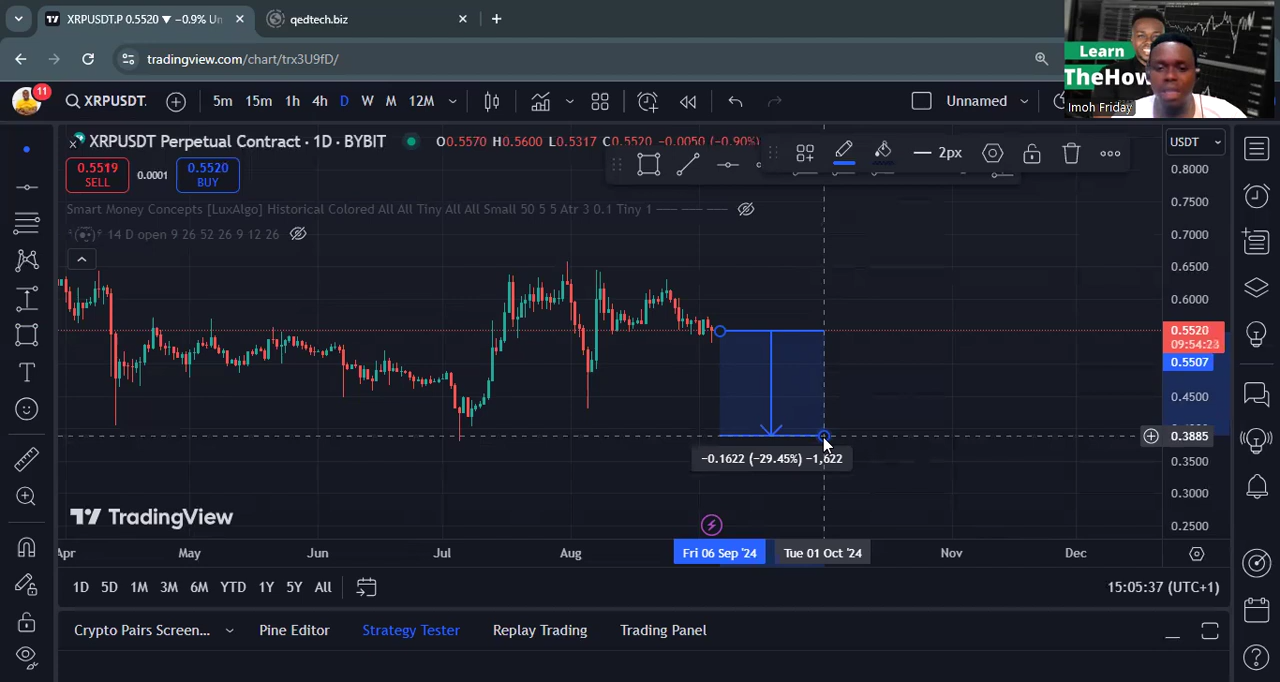 XRPUSDT.P 0.5520 ▼ −0.9% Un
qedtech.biz
tradingview.com/chart/trx3U9fD/
Learn
TheHow
Imoh Friday
11
XRPUSDT.
5m 15m 1h 4h D W M 12M
Unnamed
XRPUSDT Perpetual Contract · 1D · BYBIT
O0.5570 H0.5600 L0.5317 C0.5520 −0.0050 (−0.90%)
USDT
0.5519
SELL
0.0001
0.5520
BUY
2px
Smart Money Concepts [LuxAlgo] Historical Colored All All Tiny All All Small 50 5 5 Atr 3 0.1 Tiny 1
14 D open 9 26 52 26 9 12 26
0.8000
0.7500
0.7000
0.6500
0.6000
0.5520
09:54:23
0.5507
0.4500
0.3885
0.3500
0.3000
0.2500
−0.1622 (−29.45%) −1,622
TradingView
Apr May Jun Jul Aug Fri 06 Sep '24 Tue 01 Oct '24 Nov Dec
1D 5D 1M 3M 6M YTD 1Y 5Y All
15:05:37 (UTC+1)
Crypto Pairs Screen... Pine Editor Strategy Tester Replay Trading Trading Panel